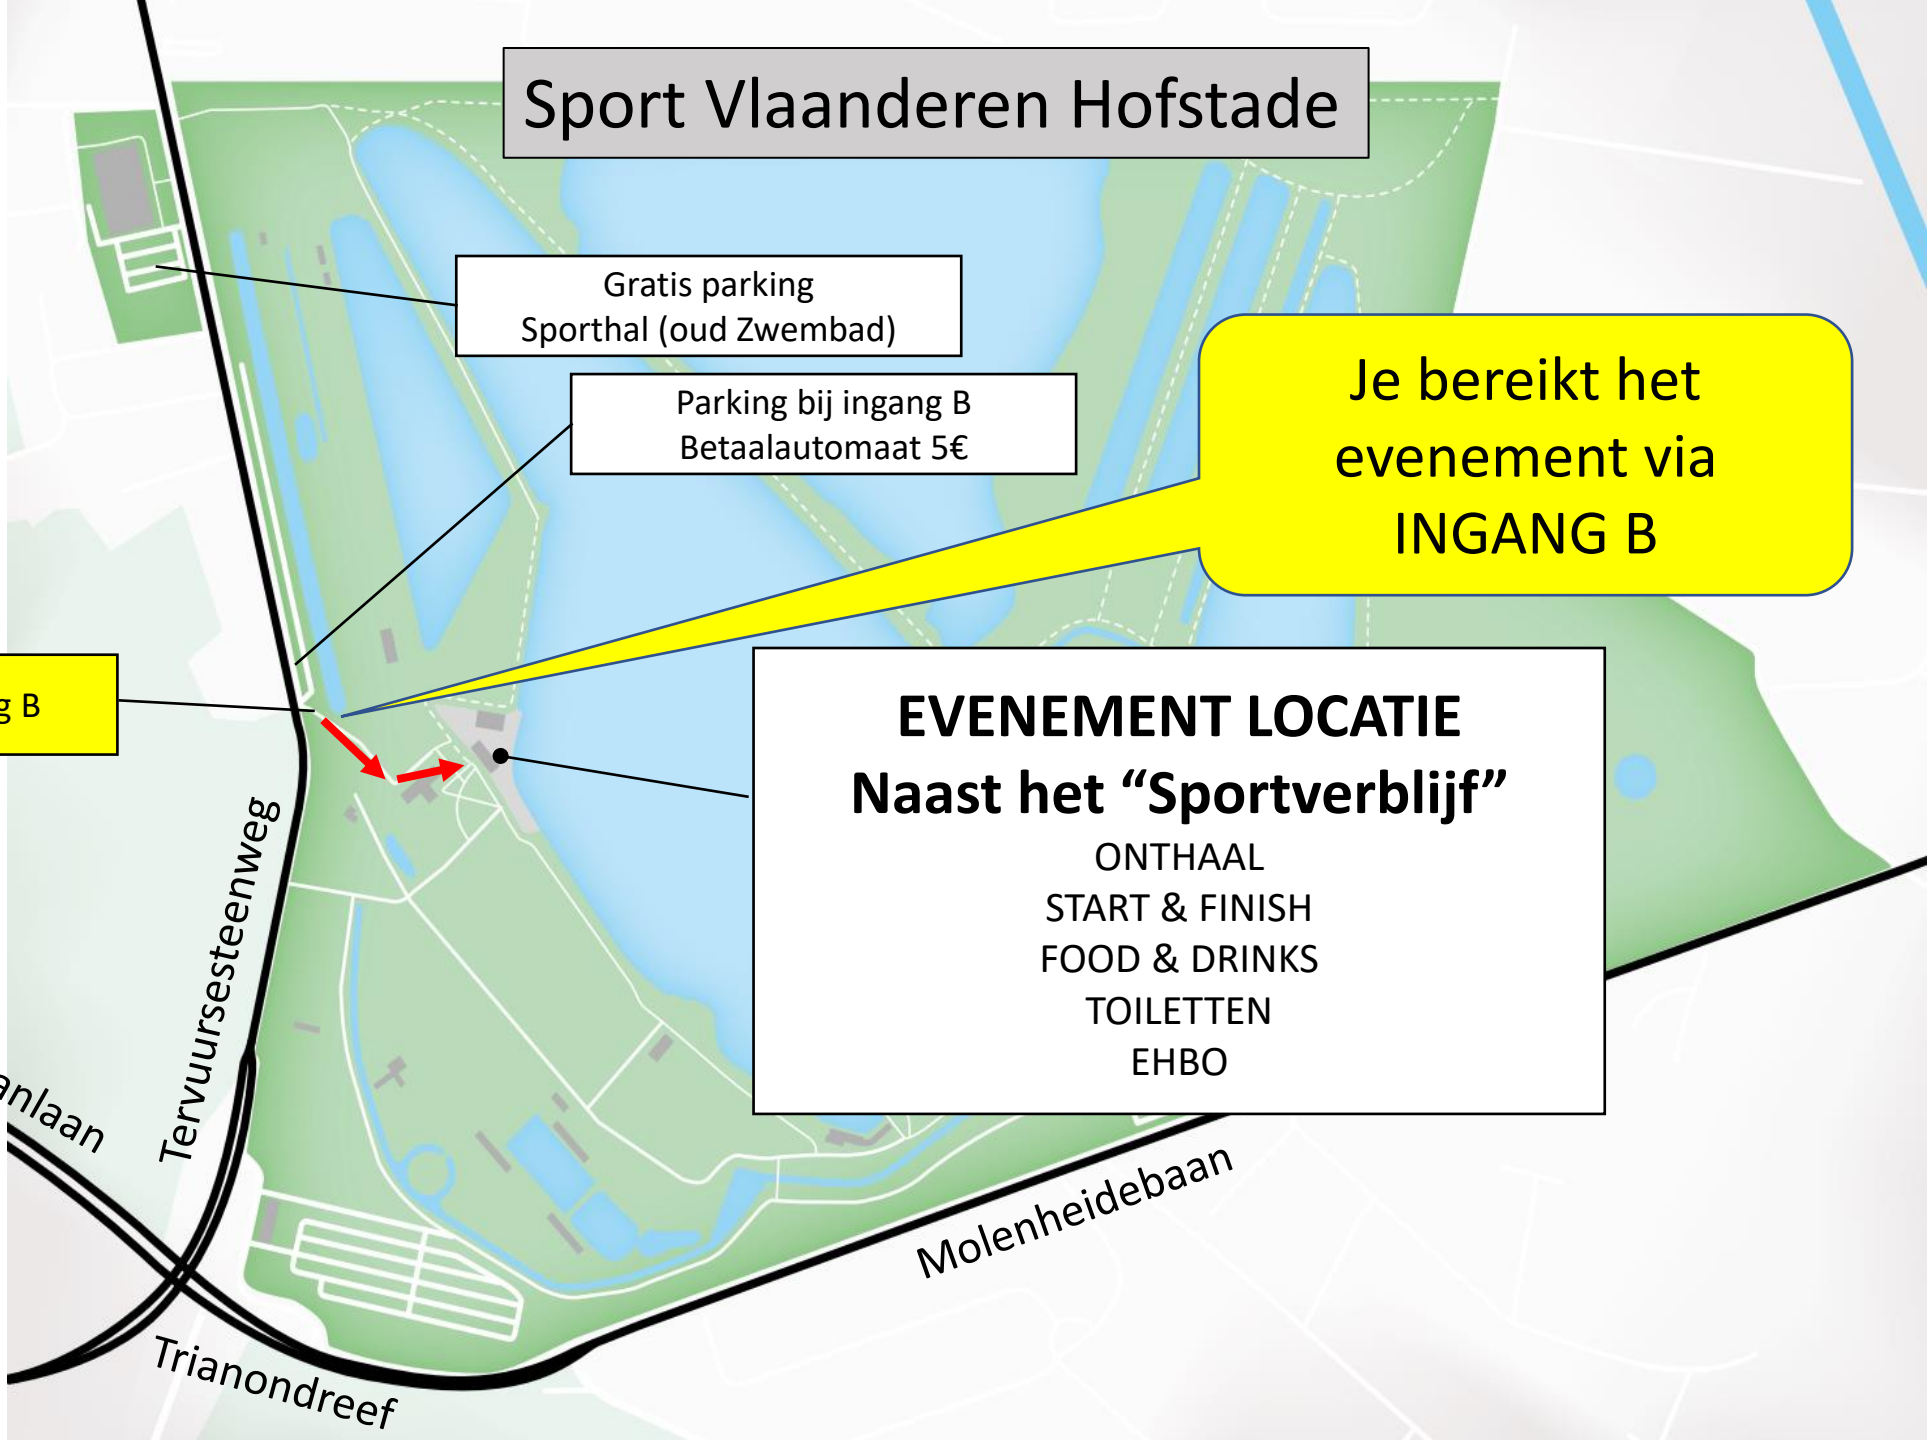 Sport Vlaanderen Hofstade
Gratis parking
Sporthal (oud Zwembad)
Parking bij ingang B
Betaalautomaat 5€
Je bereikt het
evenement via
INGANG B
B
EVENEMENT LOCATIE
Naast het “Sportverblijf”
ONTHAAL
START & FINISH
FOOD & DRINKS
TOILETTEN
EHBO
Tervuursesteenweg
Molenheidebaan
Trianondreef